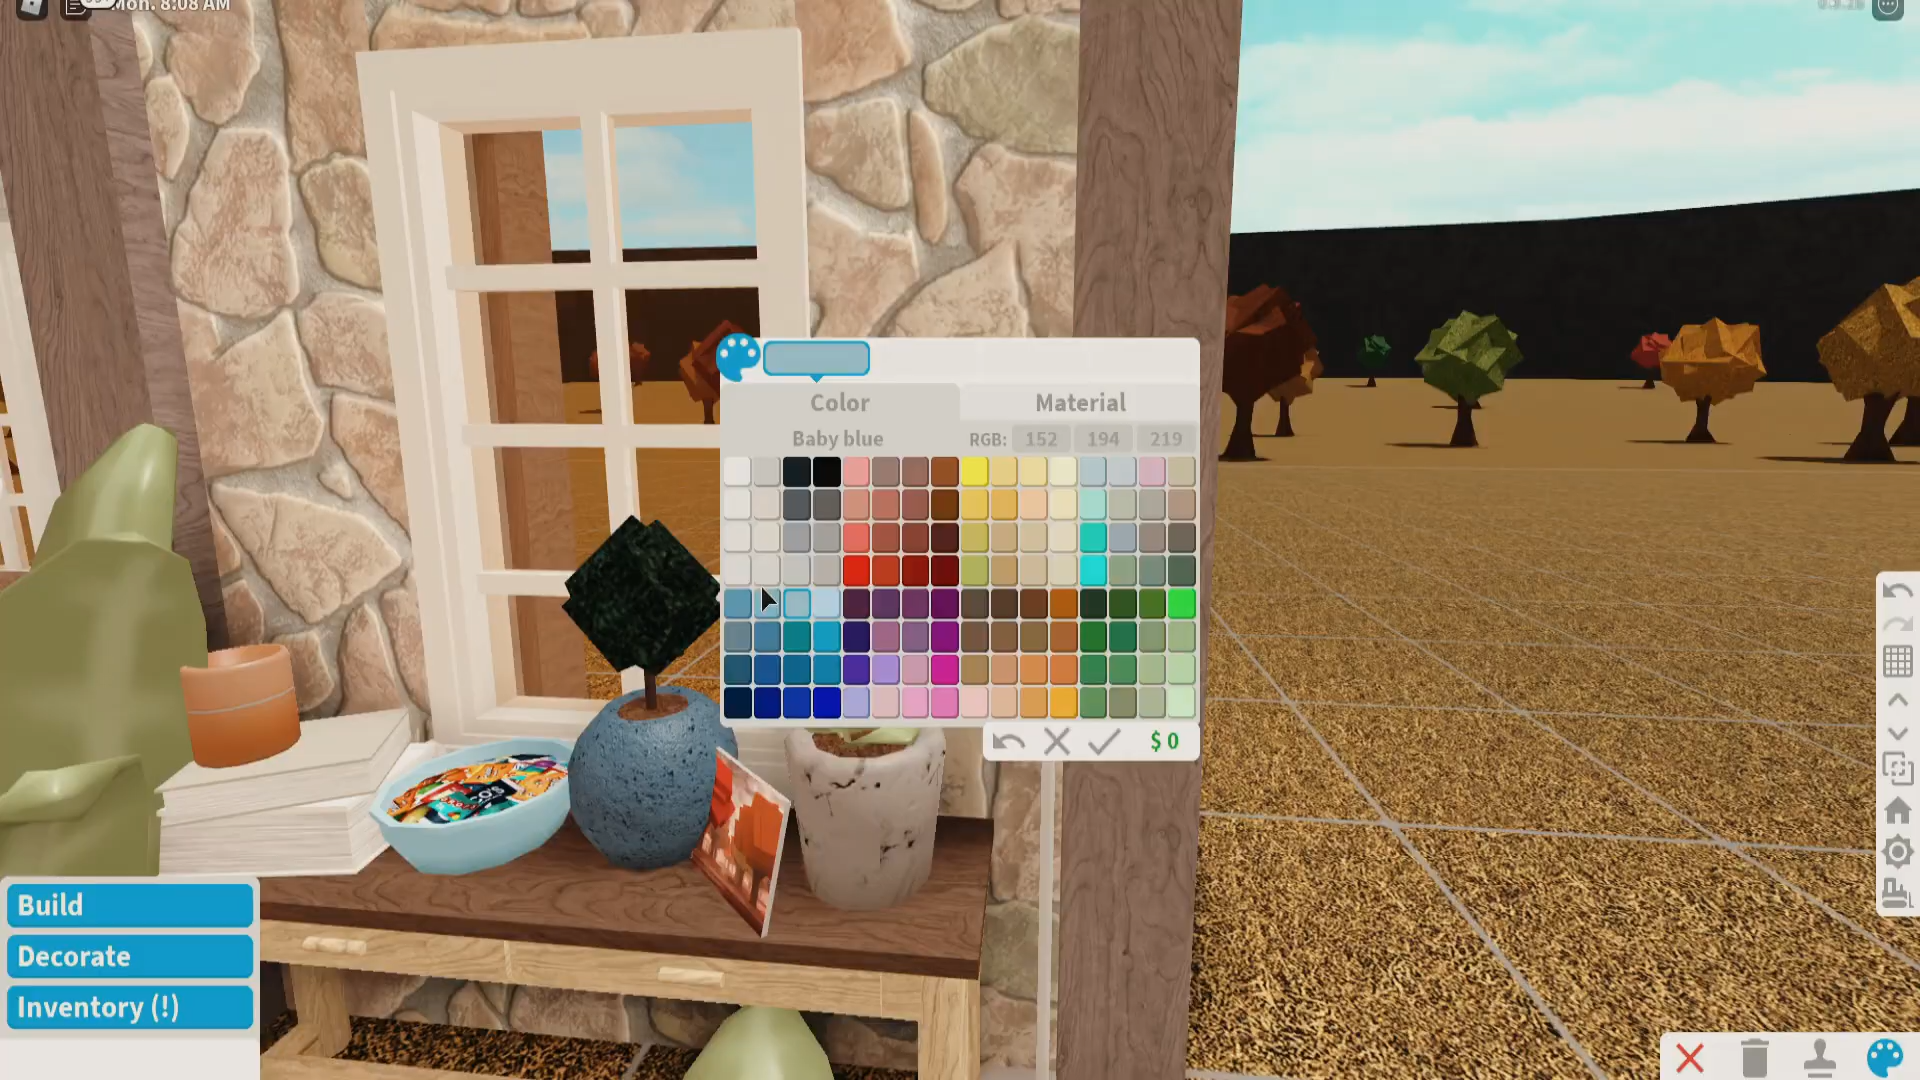 Mon. 8:08 AM
Color
Material
Baby blue
RGB: 152 194 219
$ 0
Build
Decorate
Inventory (!)